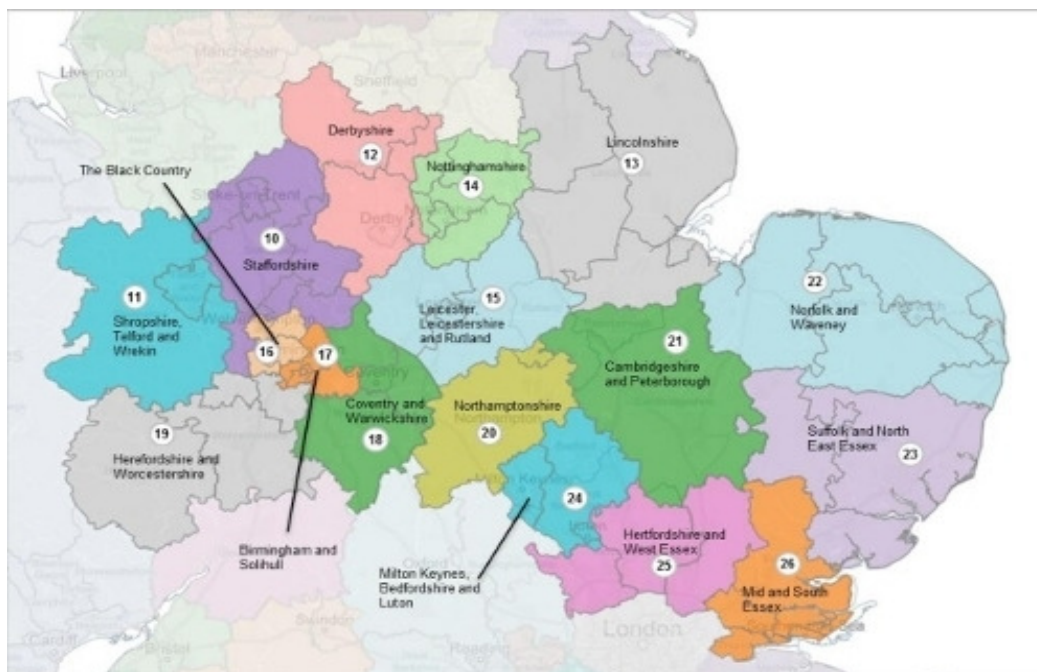 Manchester
Liverpool
Sheffield
Derbyshire
12
Lincolnshire
13
Nottinghamshire
14
The Black Country
Stoke-on-Trent
Derby
10
Staffordshire
11
Shropshire,
Telford and
Wrekin
15
Leicester,
Leicestershire
and Rutland
22
Norfolk and
Waveney
16
17
21
Cambridgeshire
and Peterborough
Coventry
Coventry and
Warwickshire
18
Northamptonshire
Northampton
20
19
Herefordshire and
Worcestershire
Suffolk and North
East Essex
23
Milton Keynes
24
Luton
Birmingham and
Solihull
Hertfordshire and
West Essex
25
Milton Keynes,
Bedfordshire and
Luton
26
Mid and South
Essex
Oxford
Swindon
London
Cardiff
Bristol
Reading